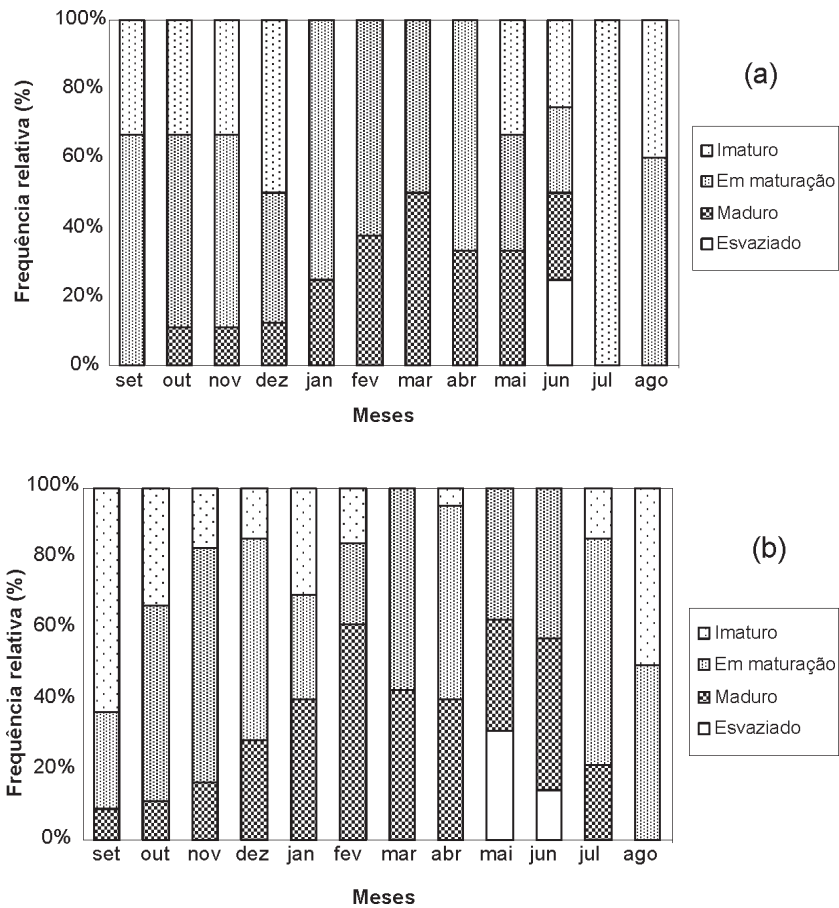 100%
80%
60%
40%
20%
0%
Frequência relativa (%)
set out nov dez jan fev mar abr mai jun jul ago
Meses
(a)
Imaturo
Em maturação
Maduro
Esvaziado
100%
80%
60%
40%
20%
0%
Frequência relativa (%)
set out nov dez jan fev mar abr mai jun jul ago
Meses
(b)
Imaturo
Em maturação
Maduro
Esvaziado